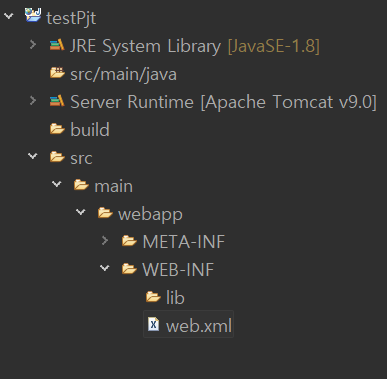 testPjt
JRE System Library [JavaSE-1.8]
src/main/java
Server Runtime [Apache Tomcat v9.0]
build
src
main
webapp
META-INF
WEB-INF
lib
web.xml